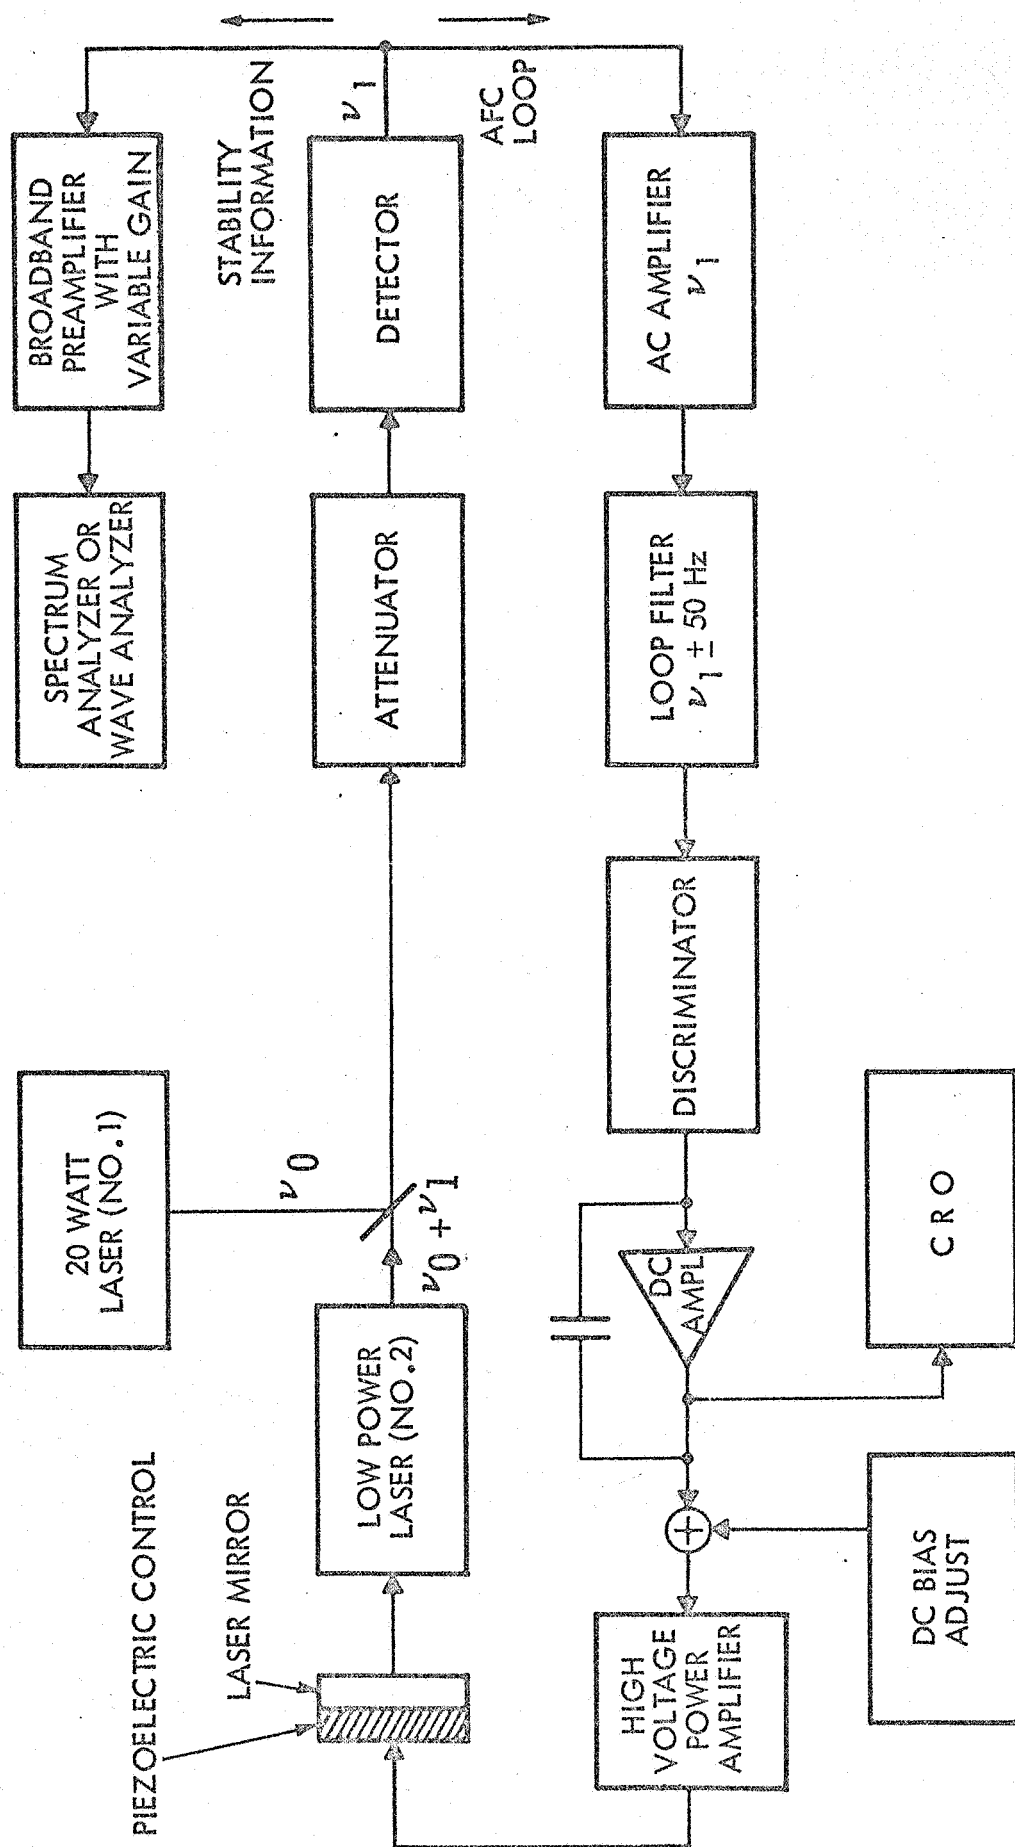 PIEZOELECTRIC CONTROL
LASER MIRROR
LOW POWER
LASER (NO.2)
20 WATT
LASER (NO.1)
ν0
ν0 + ν1
ATTENUATOR
DETECTOR
ν1
STABILITY
INFORMATION
AFC
LOOP
BROADBAND
PREAMPLIFIER
WITH
VARIABLE GAIN
SPECTRUM
ANALYZER OR
WAVE ANALYZER
AC AMPLIFIER
ν1
LOOP FILTER
ν1 ± 50 Hz
DISCRIMINATOR
DC
AMPL
CRO
+
DC BIAS
ADJUST
HIGH
VOLTAGE
POWER
AMPLIFIER